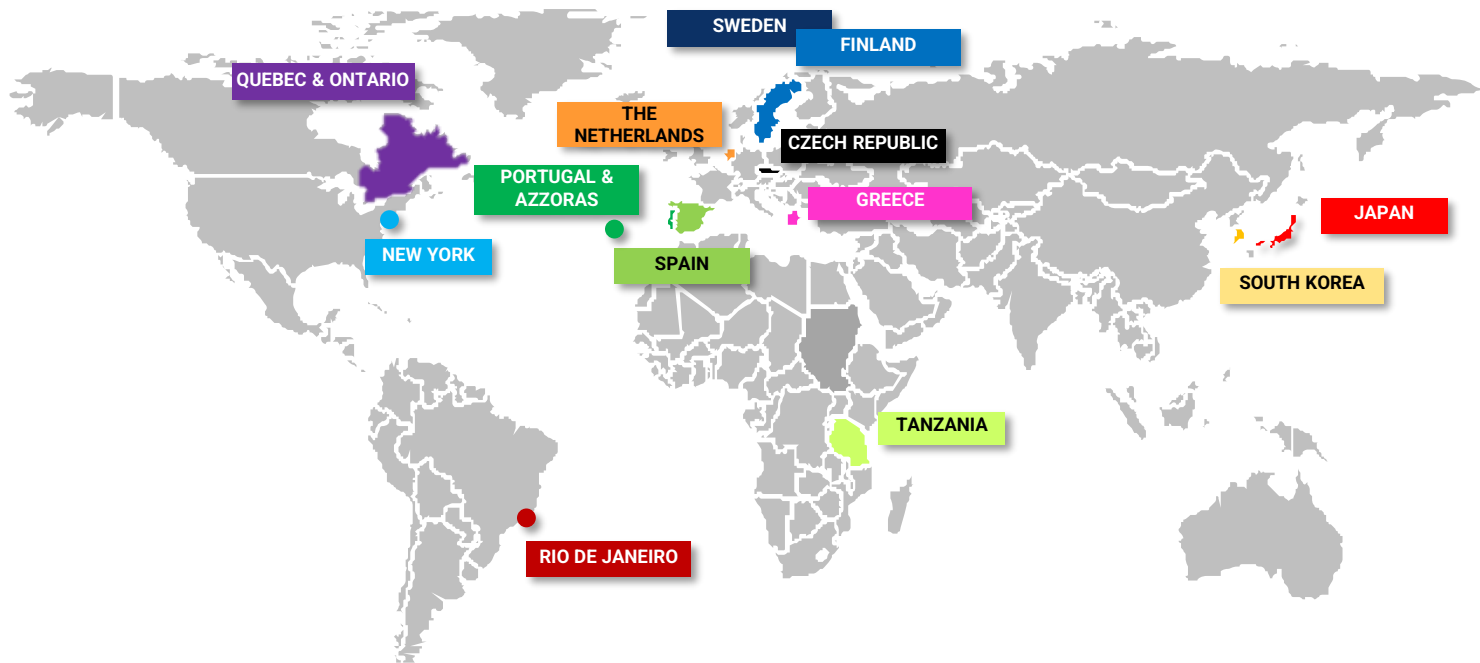 SWEDEN
FINLAND
QUEBEC & ONTARIO
THE
NETHERLANDS
CZECH REPUBLIC
PORTUGAL &
AZZORAS
GREECE
JAPAN
NEW YORK
SPAIN
SOUTH KOREA
TANZANIA
RIO DE JANEIRO